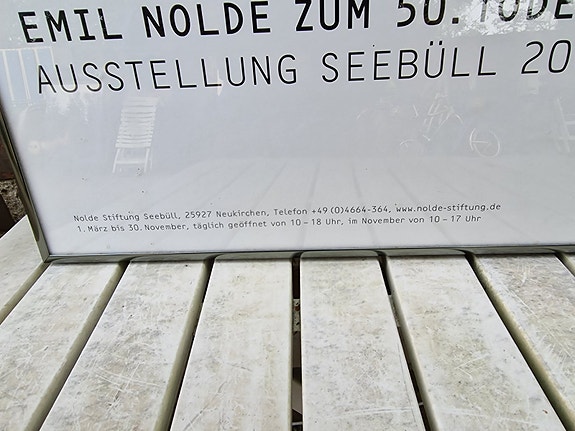 EMIL NOLDE ZUM 50. TODE
AUSSTELLUNG SEEBÜLL 20
Nolde Stiftung Seebüll, 25927 Neukirchen, Telefon +49 (0)4664-364, www.nolde-stiftung.de
1. März bis 30. November, täglich geöffnet von 10 – 18 Uhr, im November von 10 – 17 Uhr